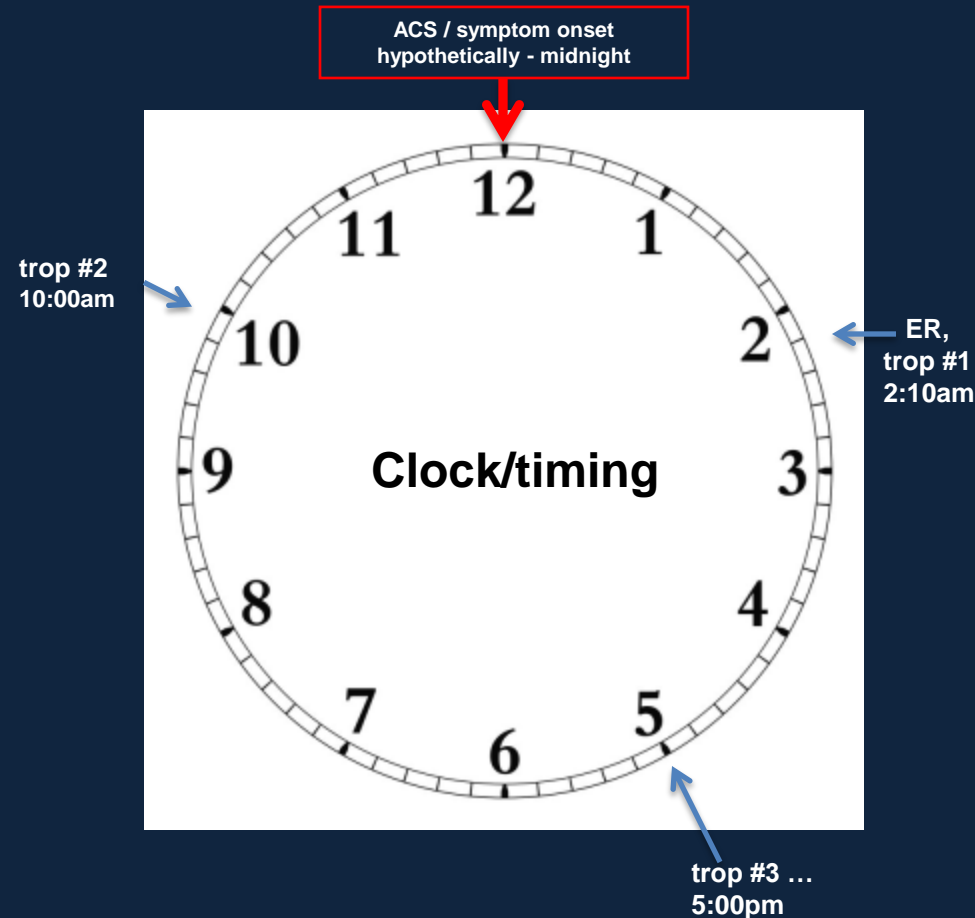 ACS / symptom onset
hypothetically - midnight
12
11
1
trop #2
10:00am
10
2
ER,
trop #1
2:10am
9
Clock/timing
3
8
4
7
5
6
trop #3 ...
5:00pm